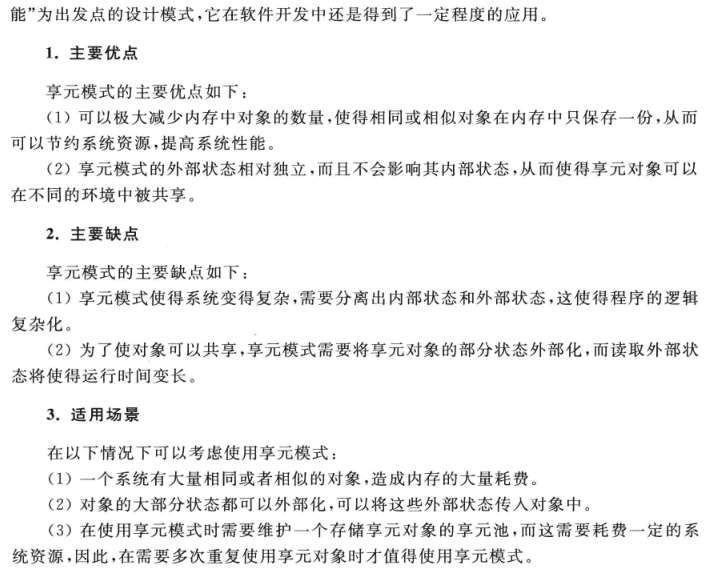 能”为出发点的设计模式,它在软件开发中还是得到了一定程度的应用。
1. 主要优点
享元模式的主要优点如下:
(1) 可以极大减少内存中对象的数量,使得相同或相似对象在内存中只保存一份,从而
可以节约系统资源,提高系统性能。
(2) 享元模式的外部状态相对独立,而且不会影响其内部状态,从而使得享元对象可以
在不同的环境中被共享。
2. 主要缺点
享元模式的主要缺点如下:
(1) 享元模式使得系统变得复杂,需要分离出内部状态和外部状态,这使得程序的逻辑
复杂化。
(2) 为了使对象可以共享,享元模式需要将享元对象的部分状态外部化,而读取外部状
态将使得运行时间变长。
3. 适用场景
在以下情况下可以考虑使用享元模式:
(1) 一个系统有大量相同或者相似的对象,造成内存的大量耗费。
(2) 对象的大部分状态都可以外部化,可以将这些外部状态传入对象中。
(3) 在使用享元模式时需要维护一个存储享元对象的享元池,而这需要耗费一定的系
统资源,因此,在需要多次重复使用享元对象时才值得使用享元模式。